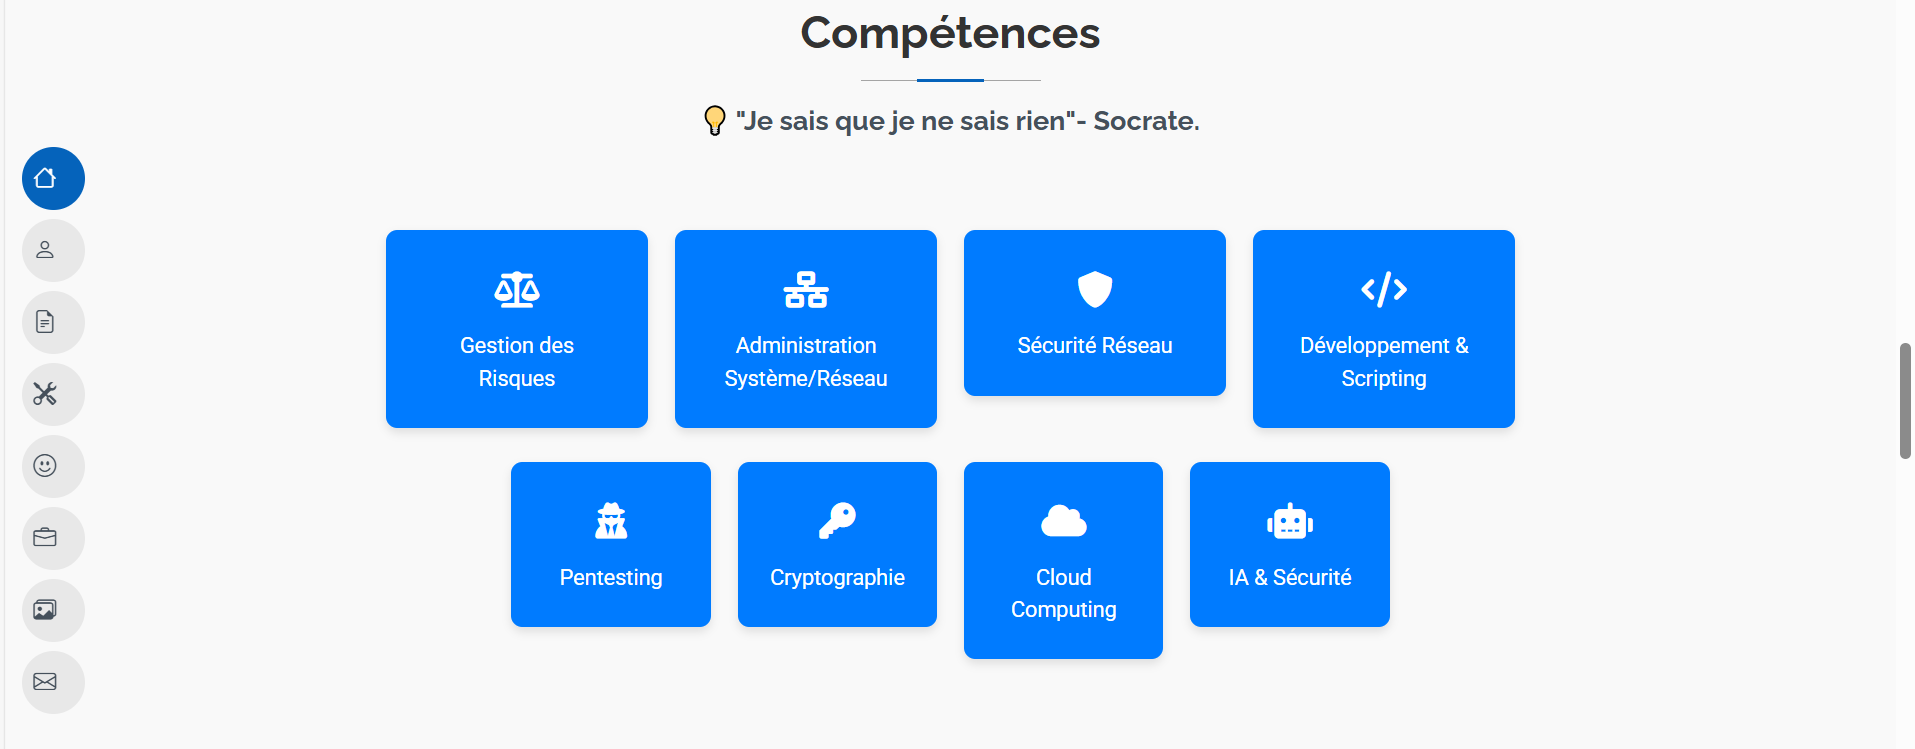 Compétences
"Je sais que je ne sais rien"- Socrate.
Gestion des
Risques
Administration
Système/Réseau
Sécurité Réseau
Développement &
Scripting
Pentesting
Cryptographie
Cloud
Computing
IA & Sécurité